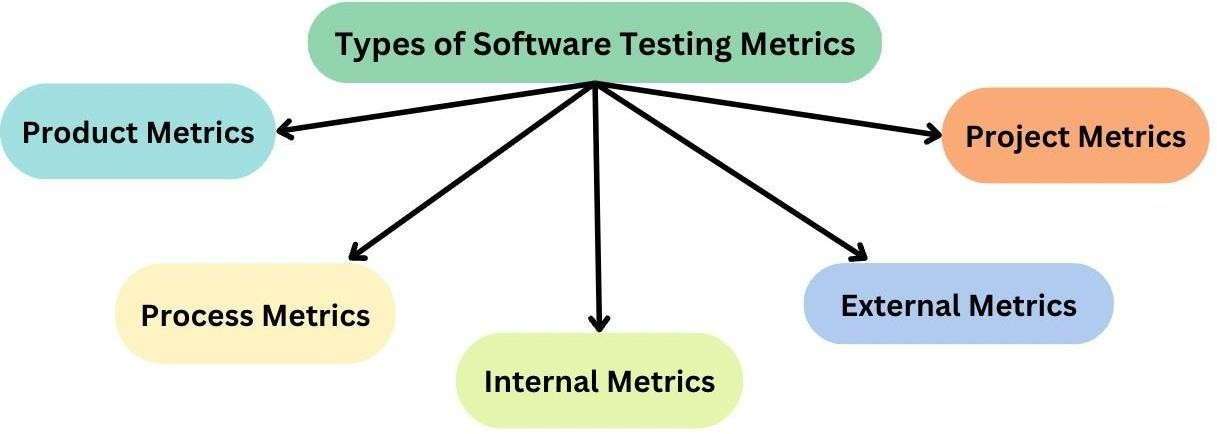 Types of Software Testing Metrics
Product Metrics
Project Metrics
Process Metrics
External Metrics
Internal Metrics